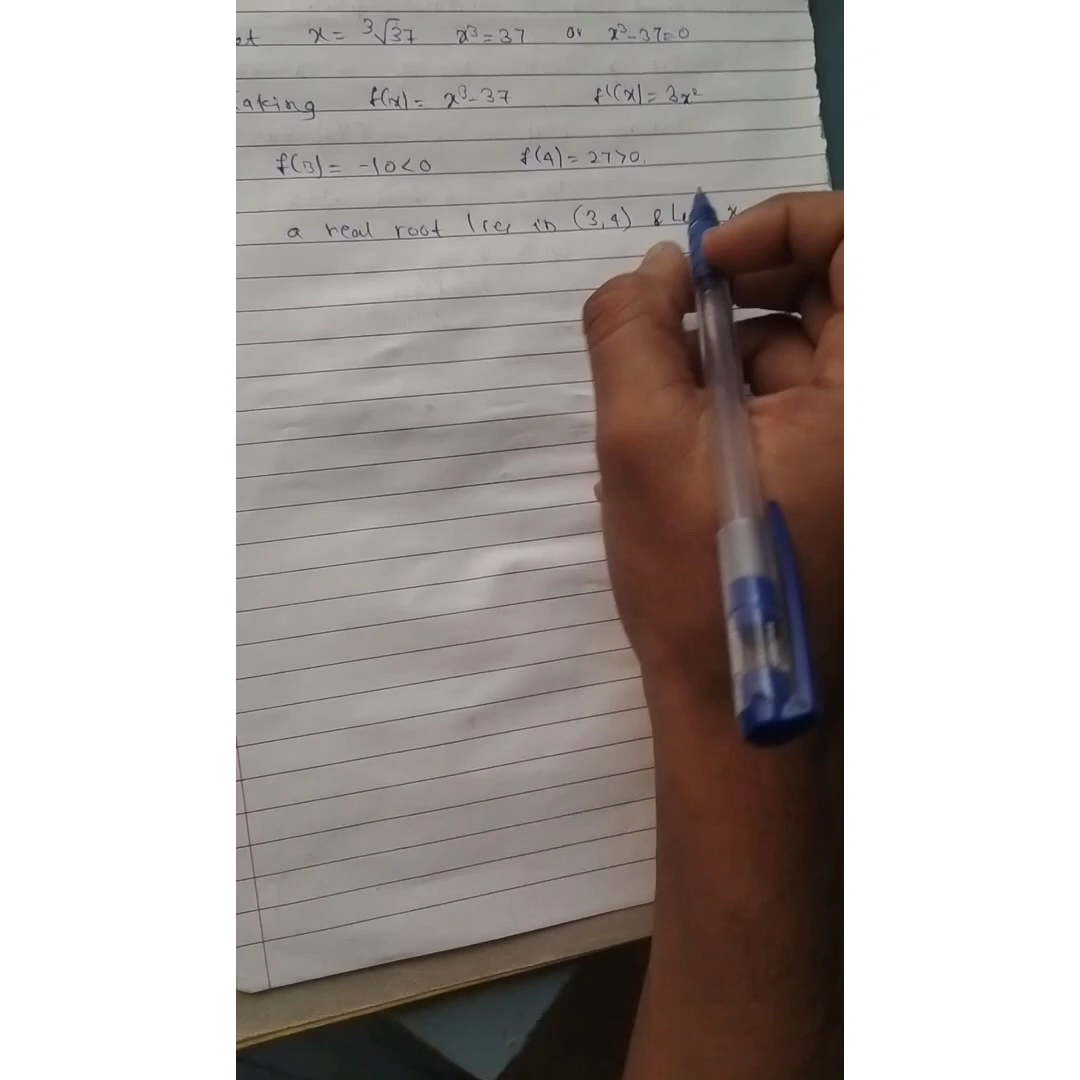 x = ∛37 x³ = 37 or x³ - 37 = 0
f(x) = x³ - 37 f'(x) = 3x²
f(3) = -10 < 0 f(4) = 27 > 0.
a real root lies in (3,4) & x